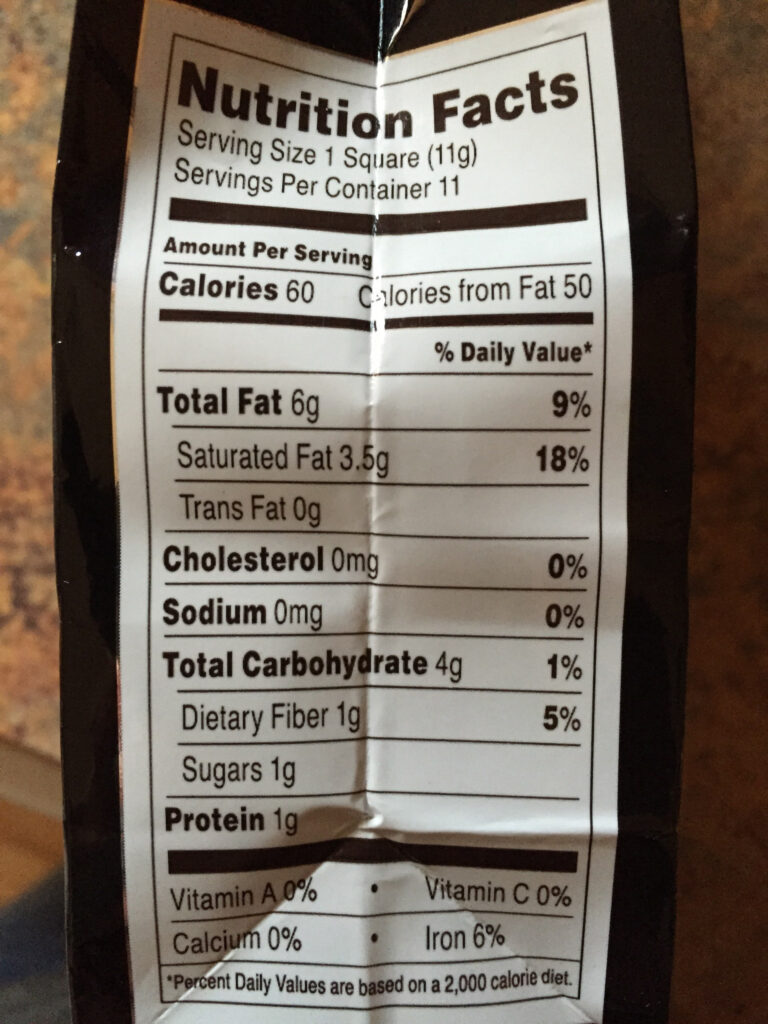 Nutrition Facts
Serving Size 1 Square (11g)
Servings Per Container 11
Amount Per Serving
Calories 60 Calories from Fat 50
% Daily Value*
Total Fat 6g 9%
Saturated Fat 3.5g 18%
Trans Fat 0g
Cholesterol 0mg 0%
Sodium 0mg 0%
Total Carbohydrate 4g 1%
Dietary Fiber 1g 5%
Sugars 1g
Protein 1g
Vitamin A 0% • Vitamin C 0%
Calcium 0% • Iron 6%
*Percent Daily Values are based on a 2,000 calorie diet.